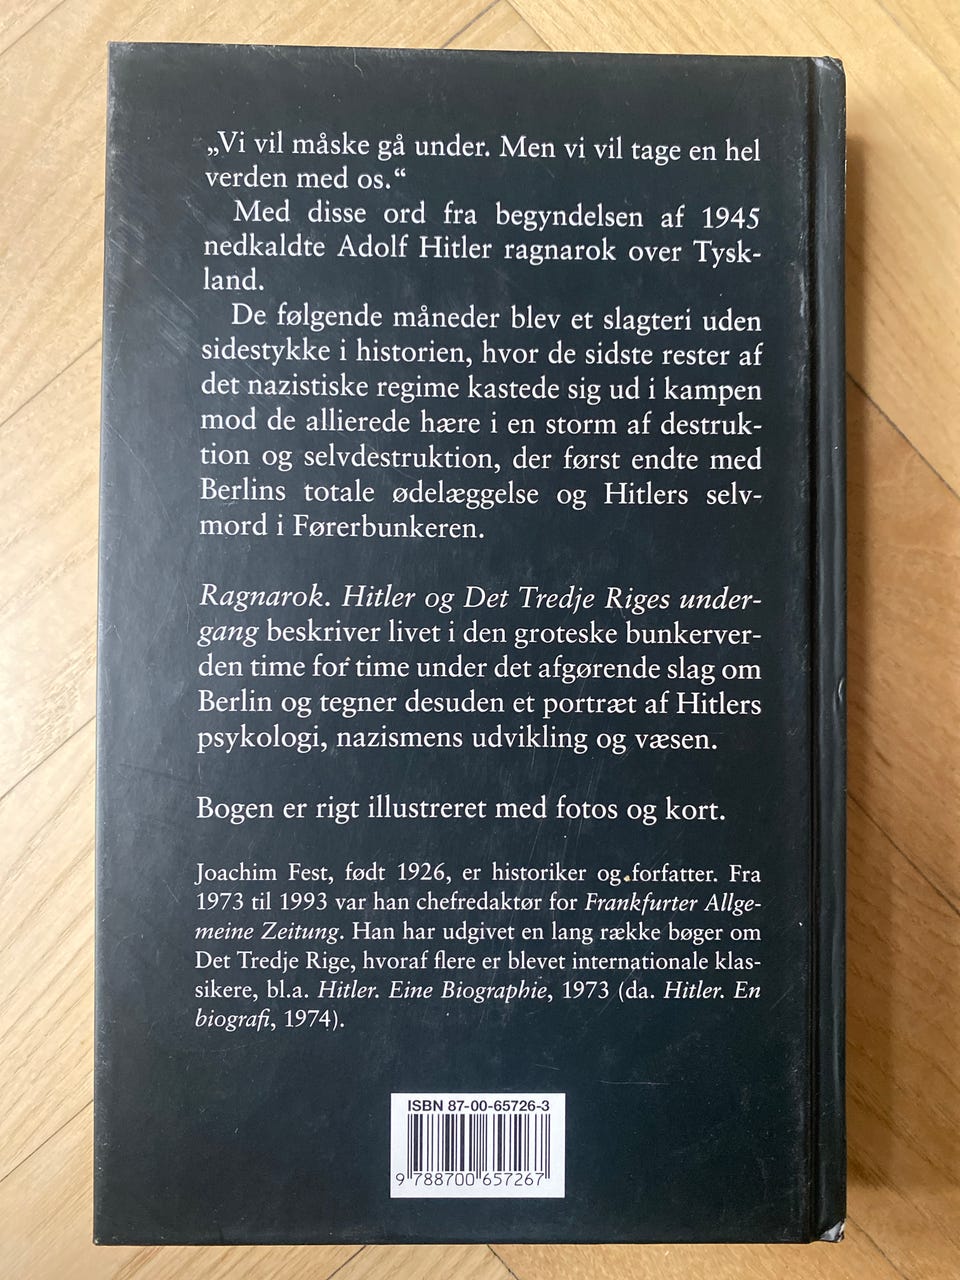 „Vi vil måske gå under. Men vi vil tage en hel
verden med os.“
Med disse ord fra begyndelsen af 1945
nedkaldte Adolf Hitler ragnarok over Tysk-
land.
De følgende måneder blev et slagteri uden
sidestykke i historien, hvor de sidste rester af
det nazistiske regime kastede sig ud i kampen
mod de allierede hære i en storm af destruk-
tion og selvdestruktion, der først endte med
Berlins totale ødelæggelse og Hitlers selv-
mord i Førerbunkeren.
Ragnarok. Hitler og Det Tredje Riges under-
gang beskriver livet i den groteske bunkerver-
den time for time under det afgørende slag om
Berlin og tegner desuden et portræt af Hitlers
psykologi, nazismens udvikling og væsen.
Bogen er rigt illustreret med fotos og kort.
Joachim Fest, født 1926, er historiker og forfatter. Fra
1973 til 1993 var han chefredaktør for Frankfurter Allge-
meine Zeitung. Han har udgivet en lang række bøger om
Det Tredje Rige, hvoraf flere er blevet internationale klas-
sikere, bl.a. Hitler. Eine Biographie, 1973 (da. Hitler. En
biografi, 1974).
ISBN 87-00-65726-3
9 788700 657267